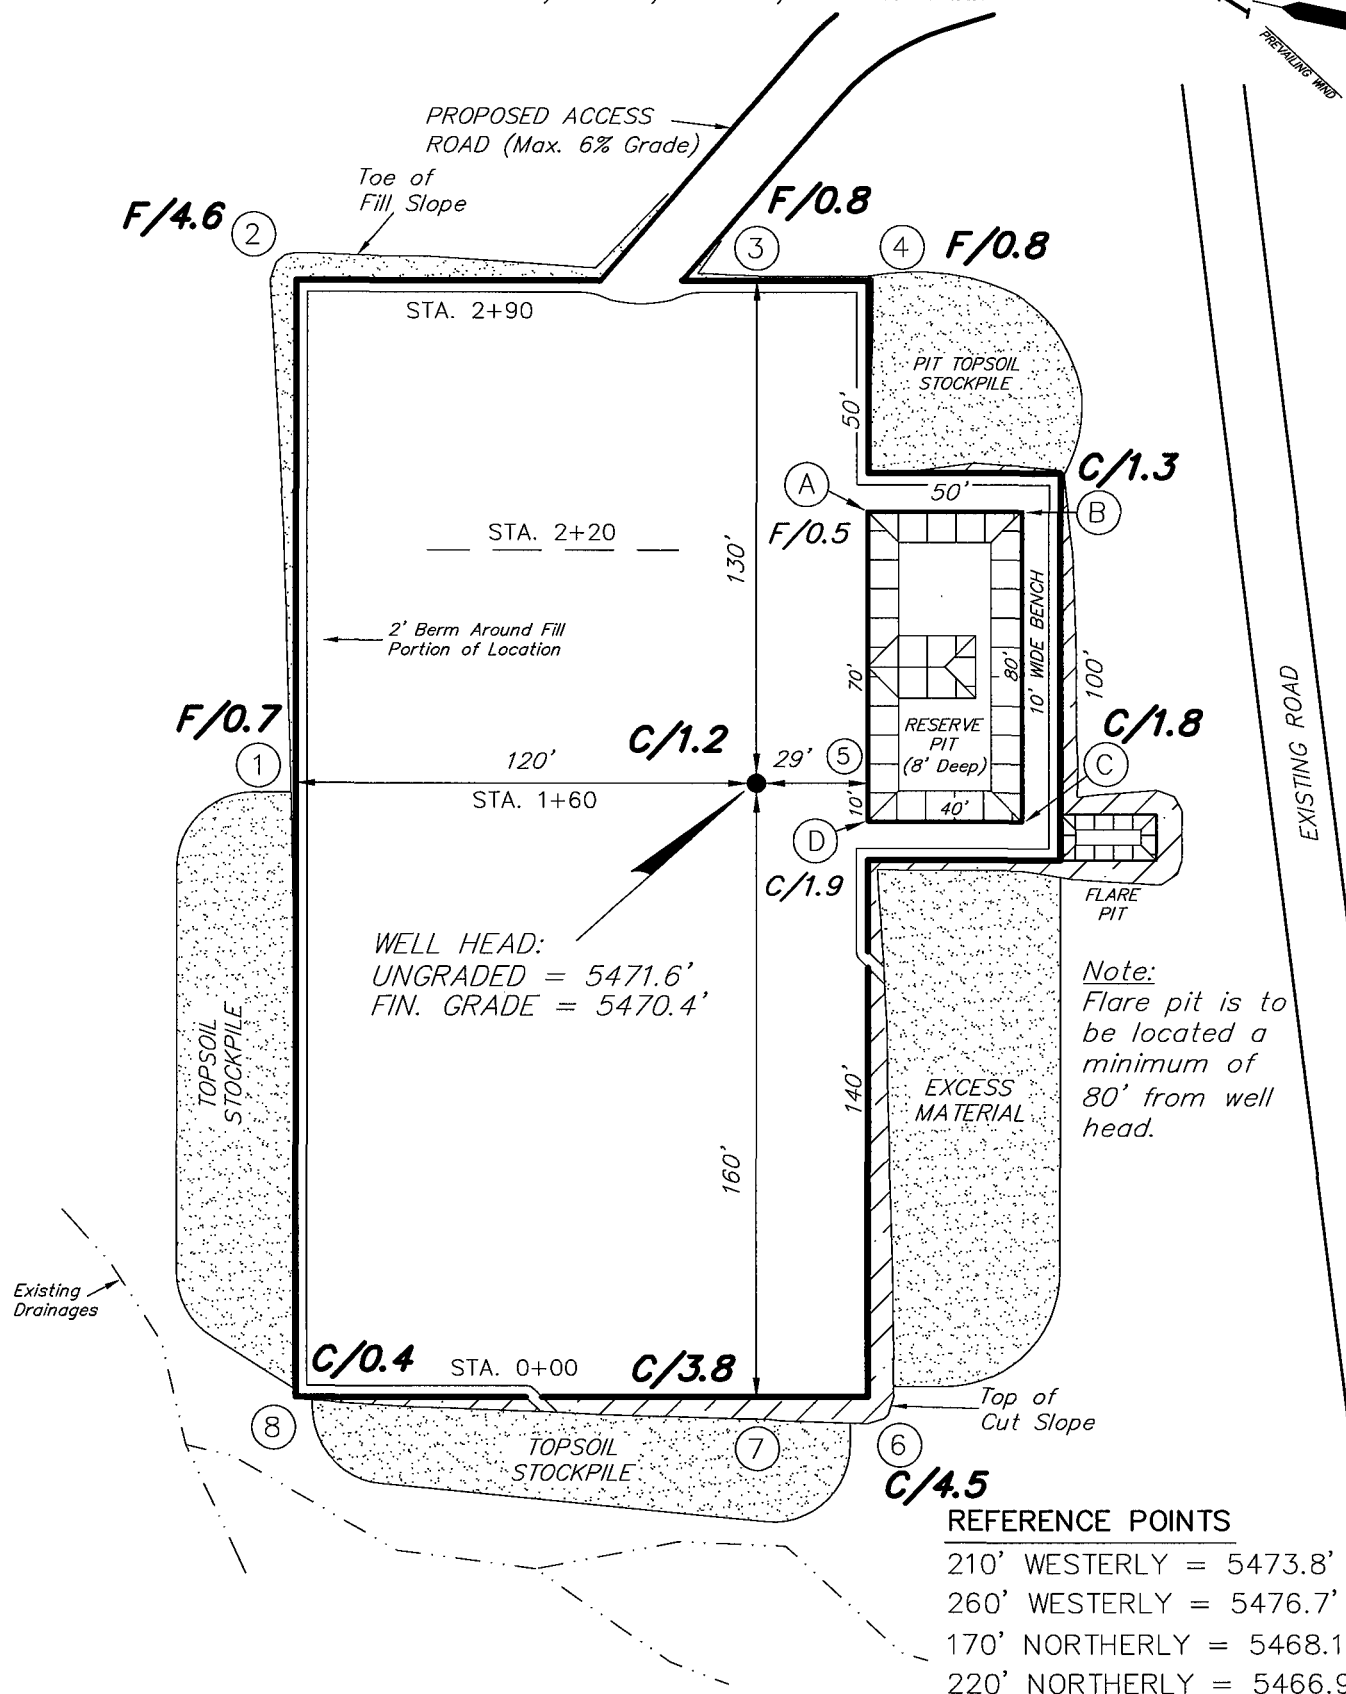 PREVAILING WIND
PROPOSED ACCESS
ROAD (Max. 6% Grade)
Toe of
Fill Slope
F/4.6
2
F/0.8
3
4
F/0.8
STA. 2+90
PIT TOPSOIL
STOCKPILE
50'
C/1.3
A
50'
B
F/0.5
STA. 2+20
130'
2' Berm Around Fill
Portion of Location
70'
80'
10' WIDE BENCH
100'
EXISTING ROAD
F/0.7
1
C/1.2
RESERVE
PIT
(8' Deep)
C/1.8
120'
29'
5
C
STA. 1+60
10'
40'
D
C/1.9
FLARE
PIT
WELL HEAD:
UNGRADED = 5471.6'
FIN. GRADE = 5470.4'
Note:
Flare pit is to
be located a
minimum of
80' from well
head.
TOPSOIL
STOCKPILE
140'
EXCESS
MATERIAL
160'
Existing
Drainages
C/0.4
STA. 0+00
C/3.8
Top of
Cut Slope
8
TOPSOIL
STOCKPILE
7
6
C/4.5
REFERENCE POINTS
210' WESTERLY = 5473.8'
260' WESTERLY = 5476.7'
170' NORTHERLY = 5468.1
220' NORTHERLY = 5466.9